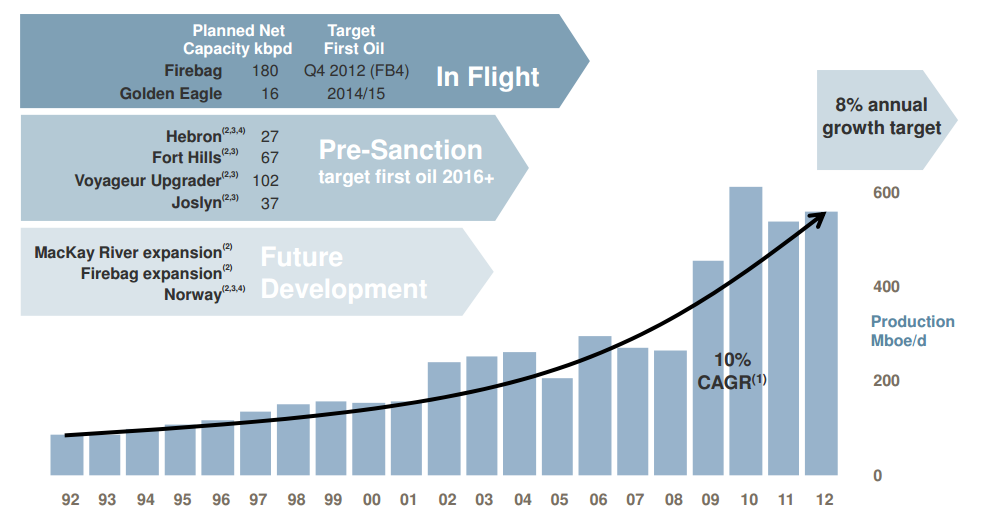 Planned Net Target
Capacity kbpd First Oil
Firebag 180 Q4 2012 (FB4)
Golden Eagle 16 2014/15
In Flight
Hebron(2,3,4) 27
Fort Hills(2,3) 67
Voyageur Upgrader(2,3) 102
Joslyn(2,3) 37
Pre-Sanction
target first oil 2016+
MacKay River expansion(2)
Firebag expansion(2)
Norway(2,3,4)
Future
Development
8% annual
growth target
600
400
Production
Mboe/d
200
0
10%
CAGR(1)
92 93 94 95 96 97 98 99 00 01 02 03 04 05 06 07 08 09 10 11 12